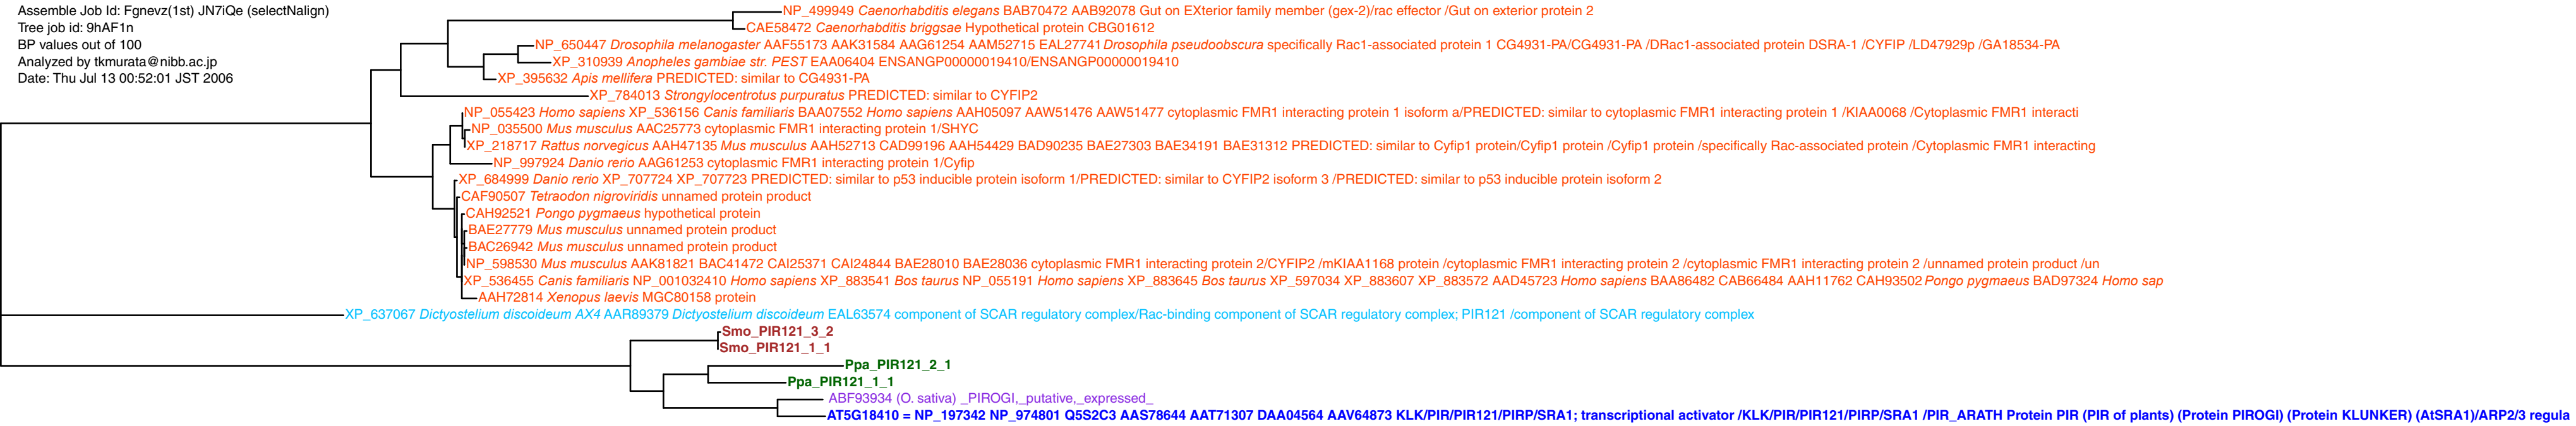 Assemble Job Id: Fgnevz(1st) JN7iQe (selectNalign)
Tree job id: 9hAF1n
BP values out of 100
Analyzed by tkmurata@nibb.ac.jp
Date: Thu Jul 13 00:52:01 JST 2006
NP_499949 Caenorhabditis elegans BAB70472 AAB92078 Gut on EXterior family member (gex-2)/rac effector /Gut on exterior protein 2
CAE58472 Caenorhabditis briggsae Hypothetical protein CBG01612
NP_650447 Drosophila melanogaster AAF55173 AAK31584 AAG61254 AAM52715 EAL27741 Drosophila pseudoobscura specifically Rac1-associated protein 1 CG4931-PA/CG4931-PA /DRac1-associated protein DSRA-1 /CYFIP /LD47929p /GA18534-PA
XP_310939 Anopheles gambiae str. PEST EAA06404 ENSANGP00000019410/ENSANGP00000019410
XP_395632 Apis mellifera PREDICTED: similar to CG4931-PA
XP_784013 Strongylocentrotus purpuratus PREDICTED: similar to CYFIP2
NP_055423 Homo sapiens XP_536156 Canis familiaris BAA07552 Homo sapiens AAH05097 AAW51476 AAW51477 cytoplasmic FMR1 interacting protein 1 isoform a/PREDICTED: similar to cytoplasmic FMR1 interacting protein 1 /KIAA0068 /Cytoplasmic FMR1 interacti
NP_035500 Mus musculus AAC25773 cytoplasmic FMR1 interacting protein 1/SHYC
XP_218717 Rattus norvegicus AAH47135 Mus musculus AAH52713 CAD99196 AAH54429 BAD90235 BAE27303 BAE34191 BAE31312 PREDICTED: similar to Cyfip1 protein/Cyfip1 protein /Cyfip1 protein /specifically Rac-associated protein /Cytoplasmic FMR1 interacting
NP_997924 Danio rerio AAG61253 cytoplasmic FMR1 interacting protein 1/Cyfip
XP_684999 Danio rerio XP_707724 XP_707723 PREDICTED: similar to p53 inducible protein isoform 1/PREDICTED: similar to CYFIP2 isoform 3 /PREDICTED: similar to p53 inducible protein isoform 2
CAF90507 Tetraodon nigroviridis unnamed protein product
CAH92521 Pongo pygmaeus hypothetical protein
BAE27779 Mus musculus unnamed protein product
BAC26942 Mus musculus unnamed protein product
NP_598530 Mus musculus AAK81821 BAC41472 CAI25371 CAI24844 BAE28010 BAE28036 cytoplasmic FMR1 interacting protein 2/CYFIP2 /mKIAA1168 protein /cytoplasmic FMR1 interacting protein 2 /cytoplasmic FMR1 interacting protein 2 /unnamed protein product /un
XP_536455 Canis familiaris NP_001032410 Homo sapiens XP_883541 Bos taurus NP_055191 Homo sapiens XP_883645 Bos taurus XP_597034 XP_883607 XP_883572 AAD45723 Homo sapiens BAA86482 CAB66484 AAH11762 CAH93502 Pongo pygmaeus BAD97324 Homo sap
AAH72814 Xenopus laevis MGC80158 protein
XP_637067 Dictyostelium discoideum AX4 AAR89379 Dictyostelium discoideum EAL63574 component of SCAR regulatory complex/Rac-binding component of SCAR regulatory complex; PIR121 /component of SCAR regulatory complex
Smo_PIR121_3_2
Smo_PIR121_1_1
Ppa_PIR121_2_1
Ppa_PIR121_1_1
ABF93934 (O. sativa) _PIROGI,_putative,_expressed_
AT5G18410 = NP_197342 NP_974801 Q5S2C3 AAS78644 AAT71307 DAA04564 AAV64873 KLK/PIR/PIR121/PIRP/SRA1; transcriptional activator /KLK/PIR/PIR121/PIRP/SRA1 /PIR_ARATH Protein PIR (PIR of plants) (Protein PIROGI) (Protein KLUNKER) (AtSRA1)/ARP2/3 regula